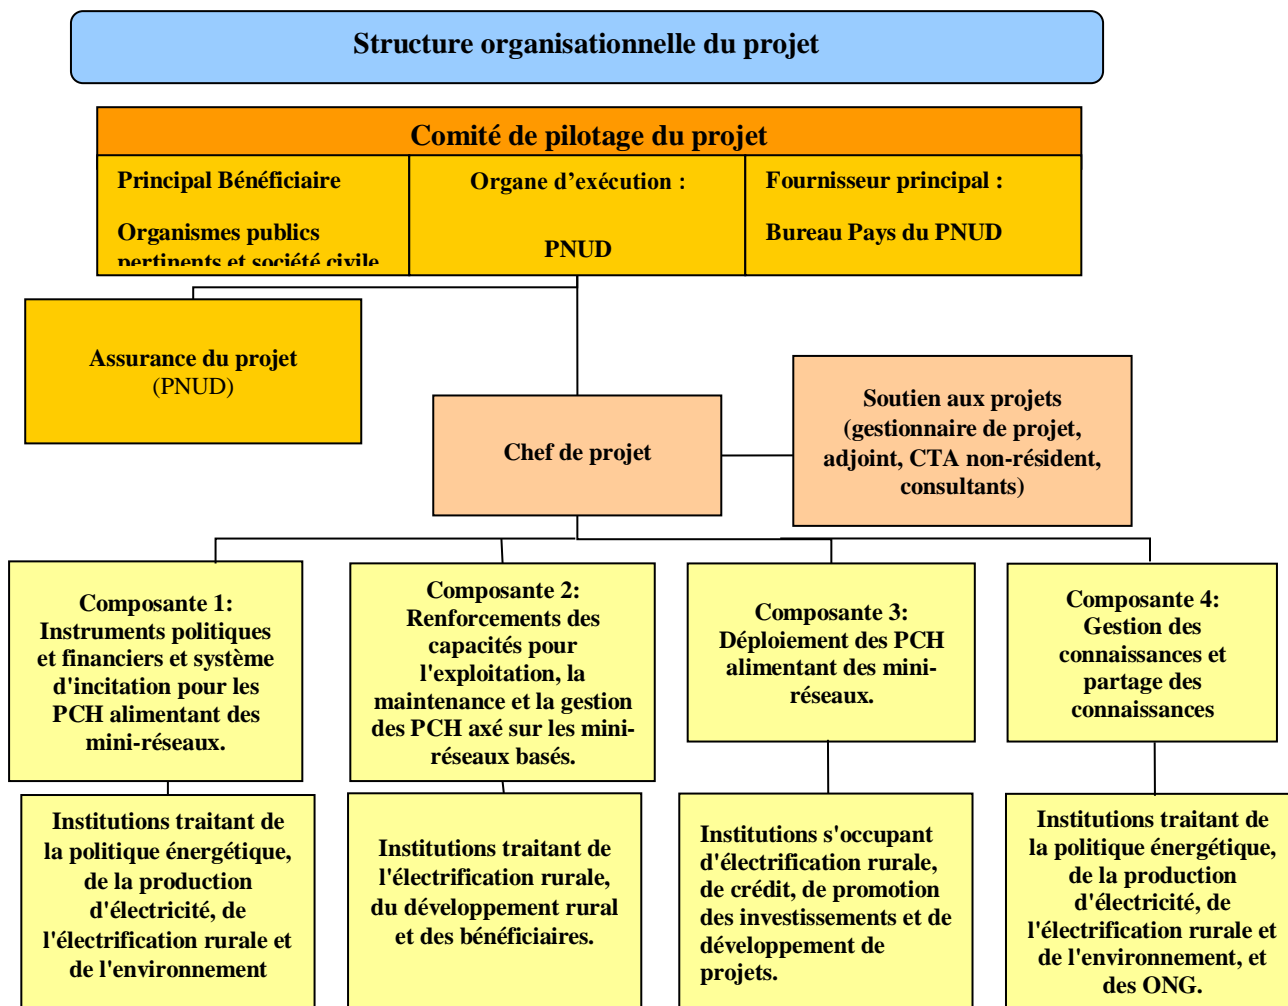 Structure organisationnelle du projet
Comité de pilotage du projet
Principal Bénéficiaire
Organismes publics
pertinents et société civile
Organe d’exécution :
PNUD
Fournisseur principal :
Bureau Pays du PNUD
Assurance du projet
(PNUD)
Chef de projet
Soutien aux projets
(gestionnaire de projet,
adjoint, CTA non-résident,
consultants)
Composante 1:
Instruments politiques
et financiers et système
d'incitation pour les
PCH alimentant des
mini-réseaux.
Composante 2:
Renforcements des
capacités pour
l'exploitation, la
maintenance et la gestion
des PCH axé sur les mini-
réseaux basés.
Composante 3:
Déploiement des PCH
alimentant des mini-
réseaux.
Composante 4:
Gestion des
connaissances et
partage des
connaissances
Institutions traitant de
la politique énergétique,
de la production
d'électricité, de
l'électrification rurale et
de l'environnement
Institutions traitant de
l'électrification rurale,
du développement rural
et des bénéficiaires.
Institutions s'occupant
d'électrification rurale,
de crédit, de promotion
des investissements et de
développement de
projets.
Institutions traitant de
la politique énergétique,
de la production
d'électricité, de
l'électrification rurale et
de l'environnement, et
des ONG.